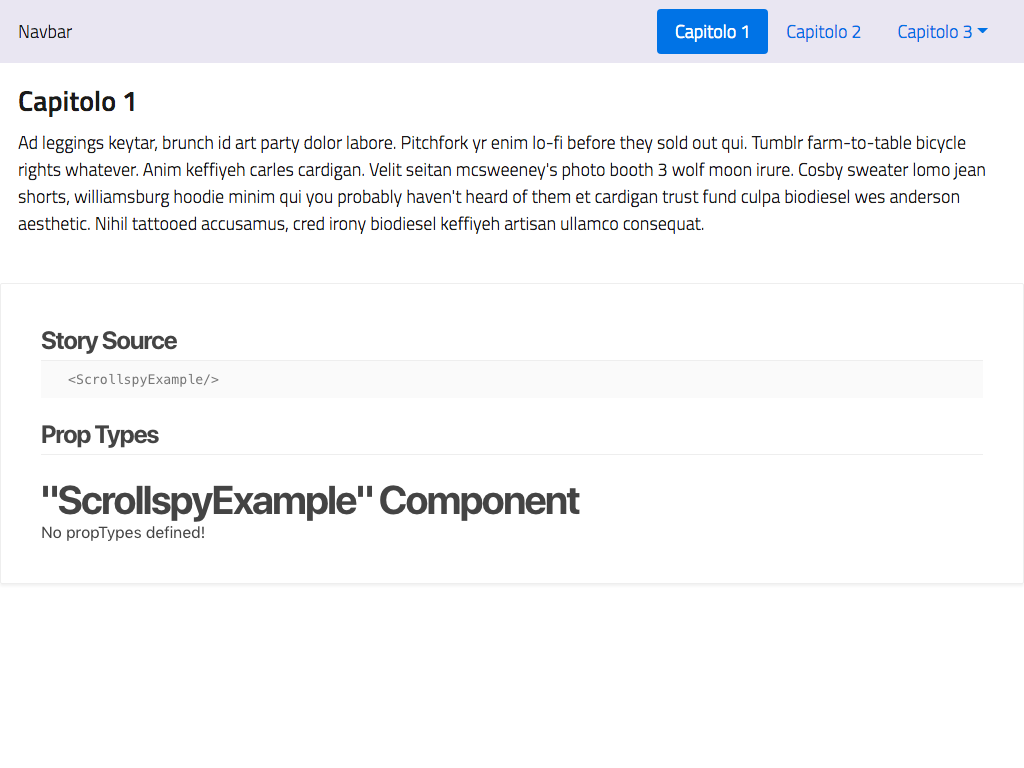 Navbar
Capitolo 1
Capitolo 2
Capitolo 3
Capitolo 1
Ad leggings keytar, brunch id art party dolor labore. Pitchfork yr enim lo-fi before they sold out qui. Tumblr farm-to-table bicycle
rights whatever. Anim keffiyeh carles cardigan. Velit seitan mcsweeney's photo booth 3 wolf moon irure. Cosby sweater lomo jean
shorts, williamsburg hoodie minim qui you probably haven't heard of them et cardigan trust fund culpa biodiesel wes anderson
aesthetic. Nihil tattooed accusamus, cred irony biodiesel keffiyeh artisan ullamco consequat.
Story Source
<ScrollspyExample/>
Prop Types
"ScrollspyExample" Component
No propTypes defined!